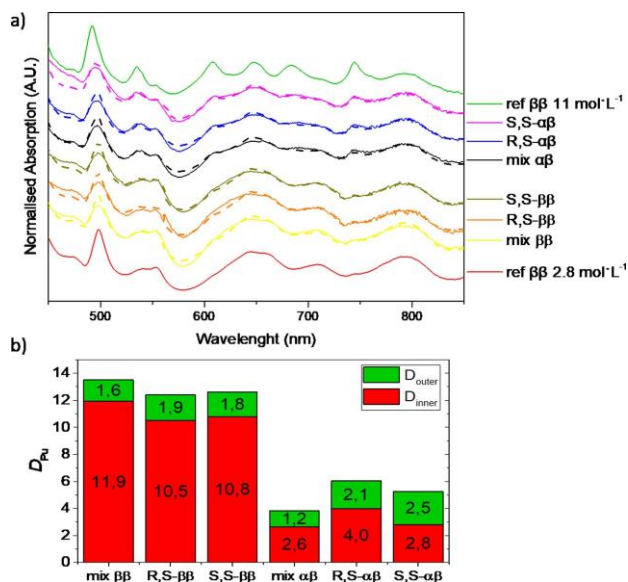 a)
Normalised Absorption (A.U.)
ref ββ 11 mol·L⁻¹
S,S-αβ
R,S-αβ
mix αβ
S,S-ββ
R,S-ββ
mix ββ
ref ββ 2.8 mol·L⁻¹
500 600 700 800
Wavelenght (nm)
b)
D_Pu
14
12
10
8
6
4
2
0
D_outer
D_inner
1,6 1,9 1,8 1,2 2,1 2,5
11,9 10,5 10,8 2,6 4,0 2,8
mix ββ R,S-ββ S,S-ββ mix αβ R,S-αβ S,S-αβ